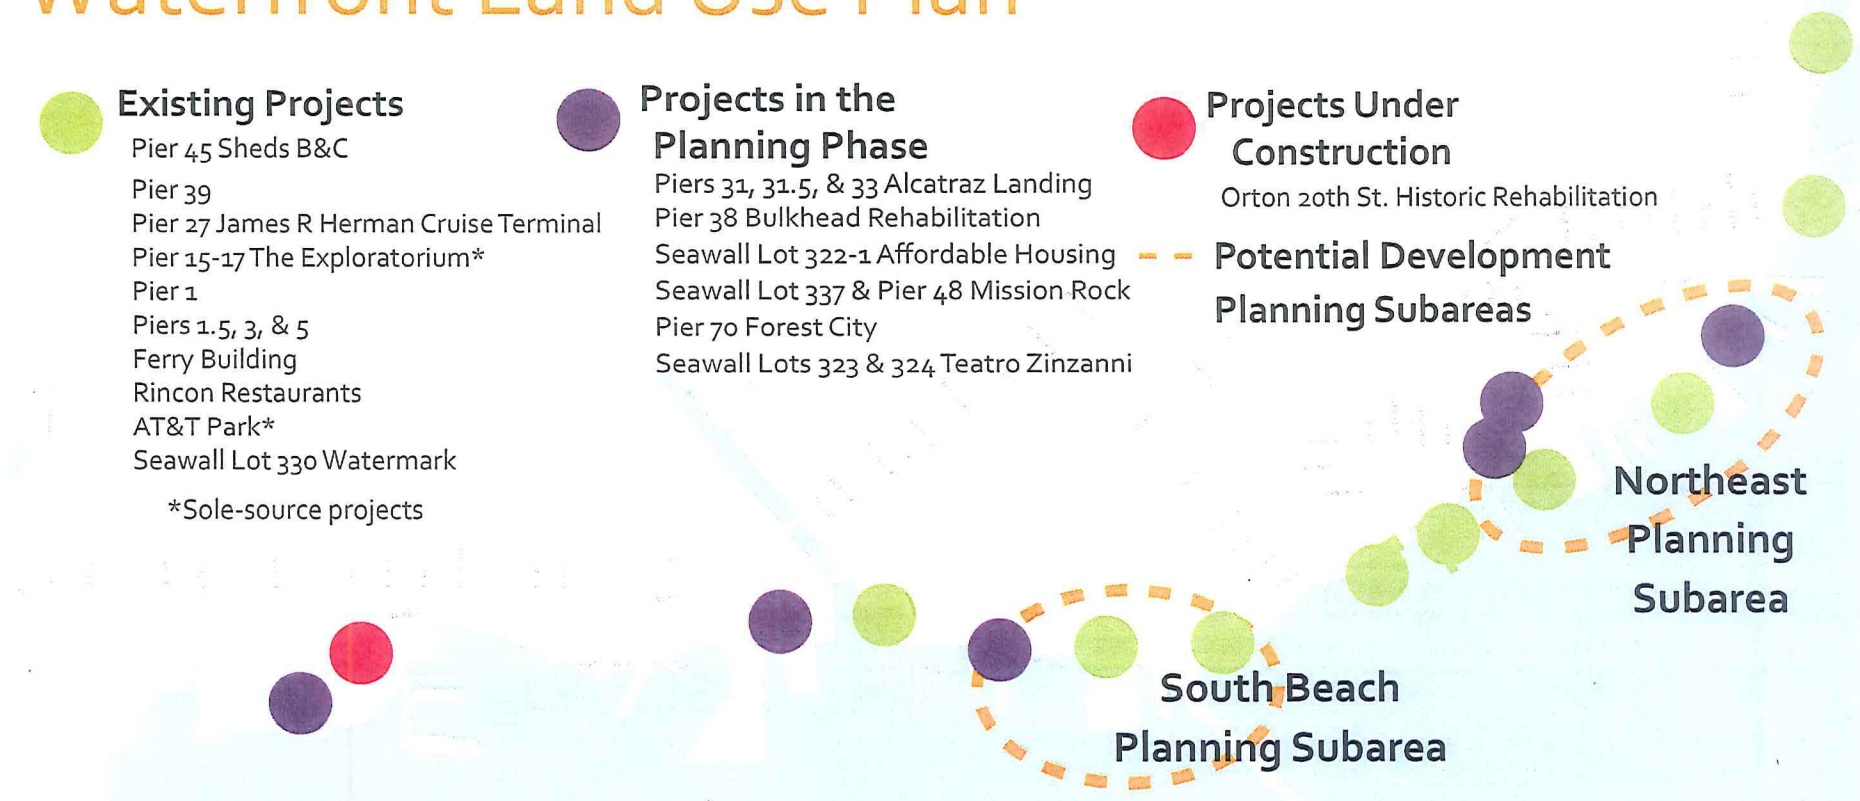 Waterfront Land Use Plan
Existing Projects
Pier 45 Sheds B&C
Pier 39
Pier 27 James R Herman Cruise Terminal
Pier 15-17 The Exploratorium*
Pier 1
Piers 1.5, 3, & 5
Ferry Building
Rincon Restaurants
AT&T Park*
Seawall Lot 330 Watermark
*Sole-source projects
Projects in the
Planning Phase
Piers 31, 31.5, & 33 Alcatraz Landing
Pier 38 Bulkhead Rehabilitation
Seawall Lot 322-1 Affordable Housing
Seawall Lot 337 & Pier 48 Mission Rock
Pier 70 Forest City
Seawall Lots 323 & 324 Teatro Zinzanni
Projects Under
Construction
Orton 20th St. Historic Rehabilitation
Potential Development
Planning Subareas
Northeast
Planning
Subarea
South Beach
Planning Subarea